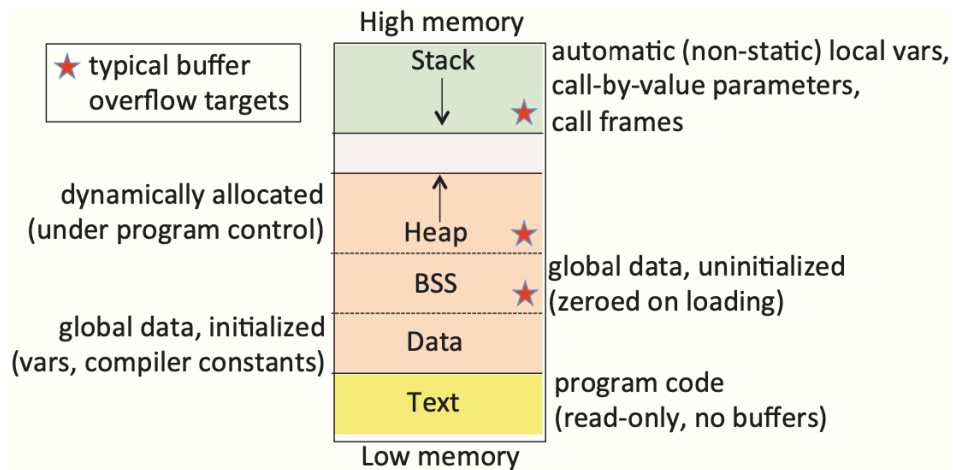 High memory
typical buffer
overflow targets
Stack
automatic (non-static) local vars,
call-by-value parameters,
call frames
dynamically allocated
(under program control)
Heap
BSS
global data, uninitialized
(zeroed on loading)
global data, initialized
(vars, compiler constants)
Data
Text
program code
(read-only, no buffers)
Low memory